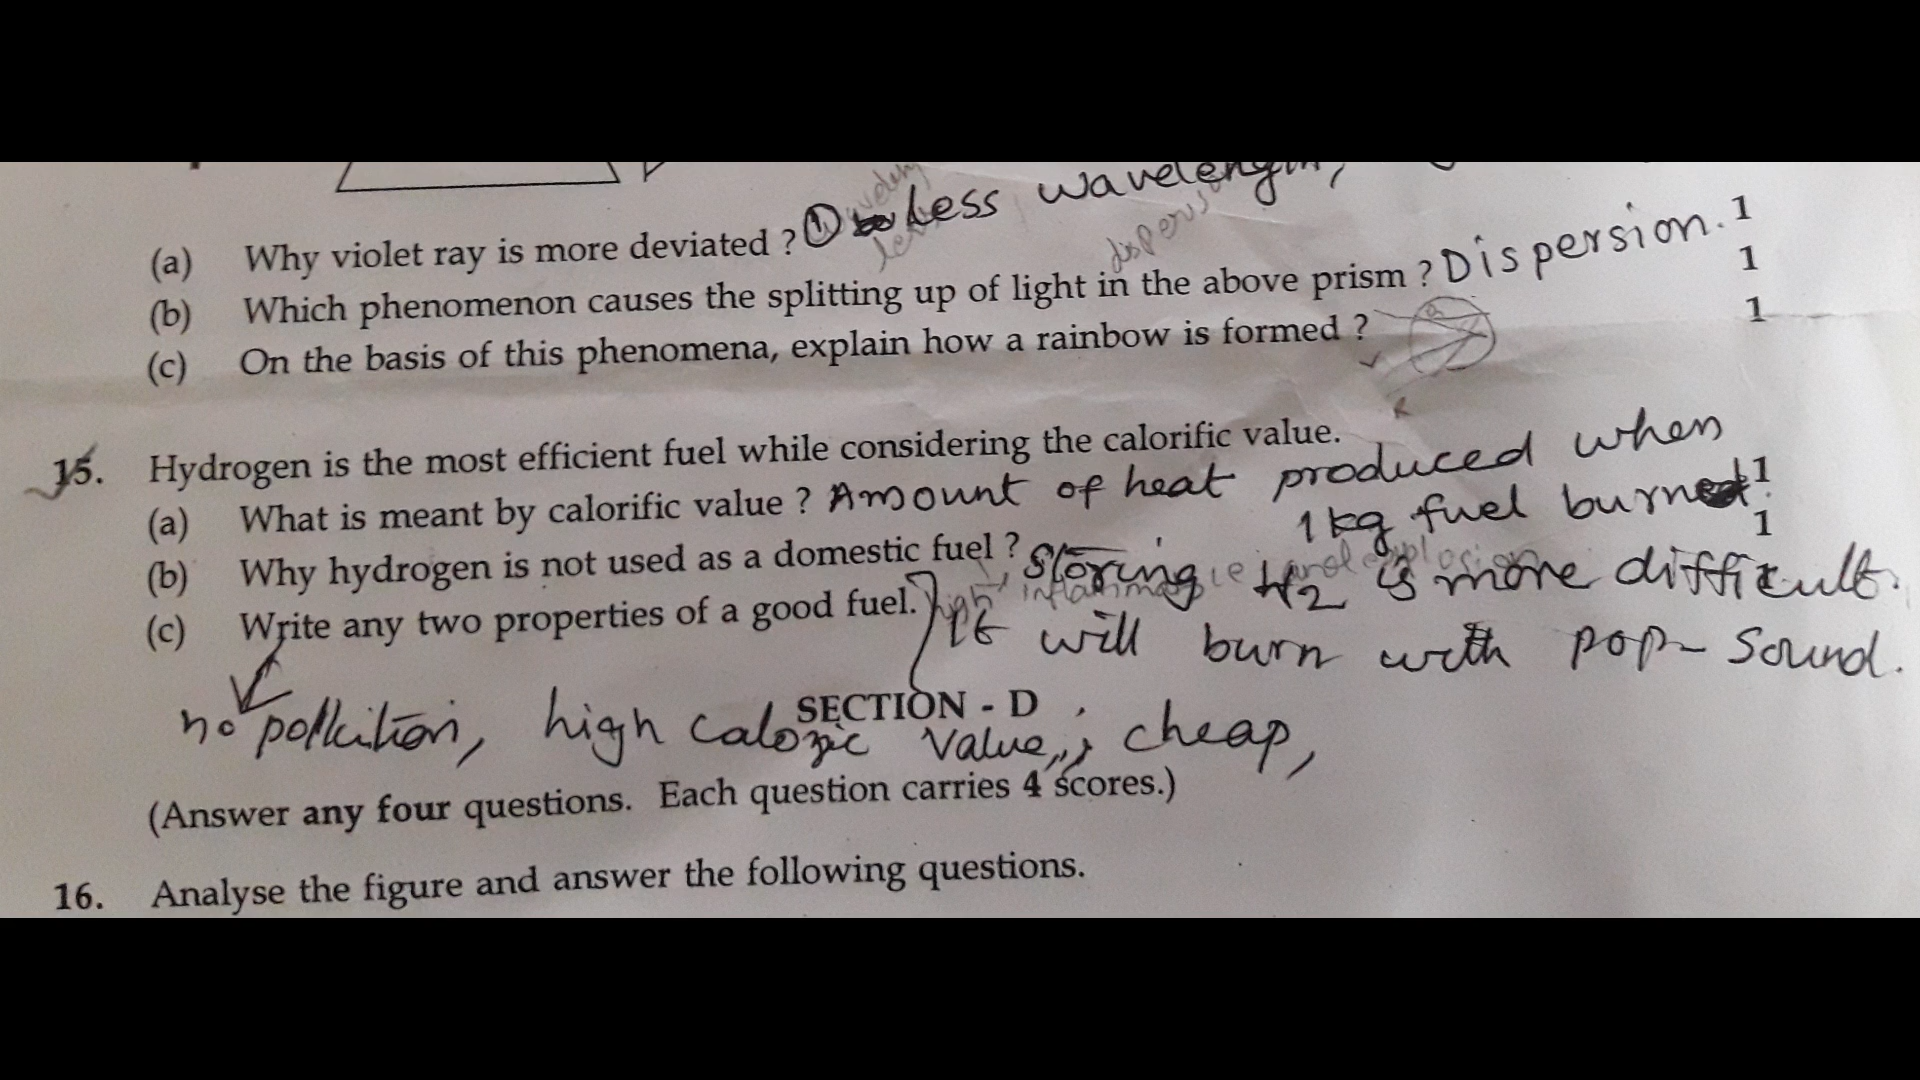 (a) Why violet ray is more deviated ? ① Less wavelength,
(b) Which phenomenon causes the splitting up of light in the above prism ? Dispersion. 1
1
(c) On the basis of this phenomena, explain how a rainbow is formed ? 1
15. Hydrogen is the most efficient fuel while considering the calorific value.
(a) What is meant by calorific value ? Amount of heat produced when 1
1 kg fuel burned.
(b) Why hydrogen is not used as a domestic fuel ? Storing H2 is more difficult. 1
(c) Write any two properties of a good fuel. It will burn with pop- Sound.
SECTION - D
no pollution, high calorific value, cheap,
(Answer any four questions. Each question carries 4 scores.)
16. Analyse the figure and answer the following questions.